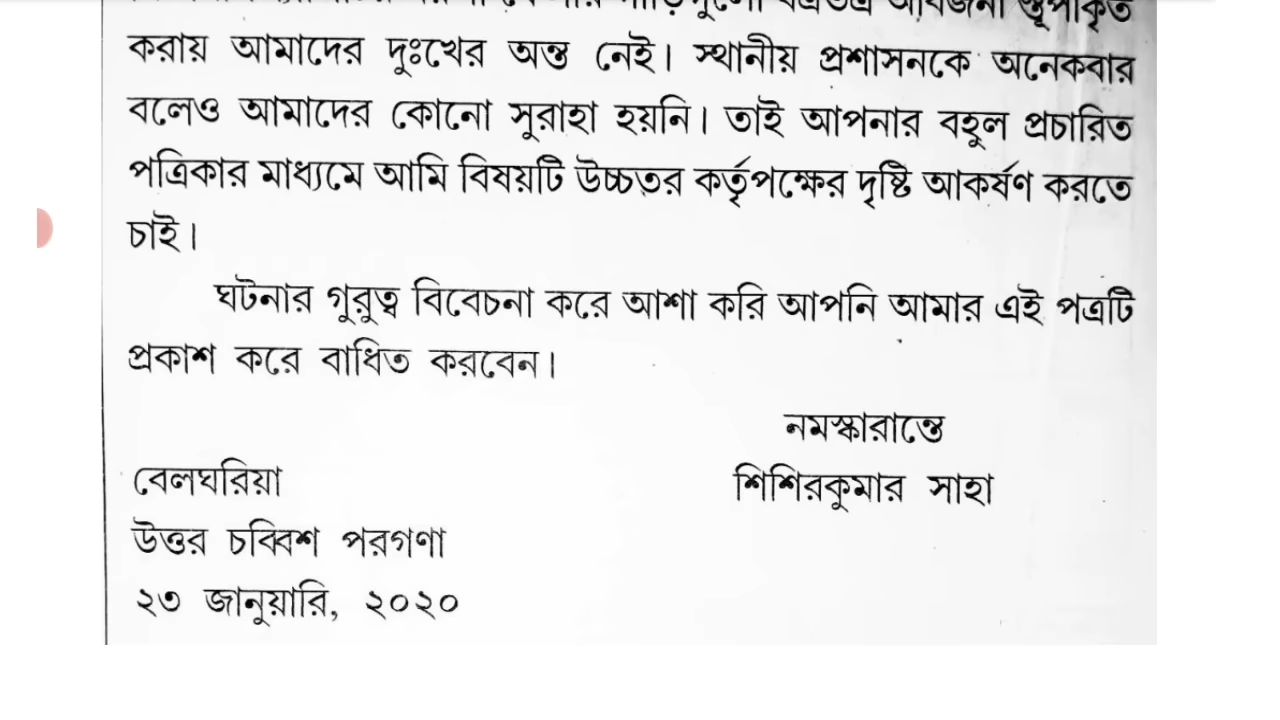 আবর্জনা স্তূপীকৃত
করায় আমাদের দুঃখের অন্ত নেই। স্থানীয় প্রশাসনকে অনেকবার
বলেও আমাদের কোনো সুরাহা হয়নি। তাই আপনার বহুল প্রচারিত
পত্রিকার মাধ্যমে আমি বিষয়টি উচ্চতর কর্তৃপক্ষের দৃষ্টি আকর্ষণ করতে
চাই।
ঘটনার গুরুত্ব বিবেচনা করে আশা করি আপনি আমার এই পত্রটি
প্রকাশ করে বাধিত করবেন।
নমস্কারান্তে
শিশিরকুমার সাহা
বেলঘরিয়া
উত্তর চব্বিশ পরগণা
২৩ জানুয়ারি, ২০২০